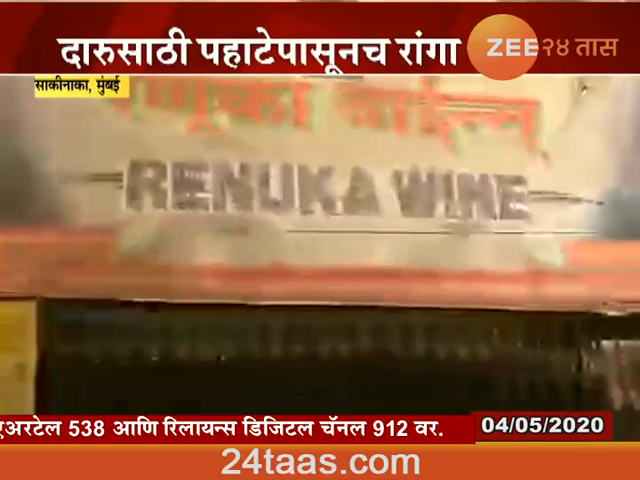 दारुसाठी पहाटेपासूनच रांगा
ZEE २४ तास
साकीनाका, मुंबई
वाईन्स
RENUKA WINE
एअरटेल 538 आणि रिलायन्स डिजिटल चॅनल 912 वर.
04/05/2020
24taas.com